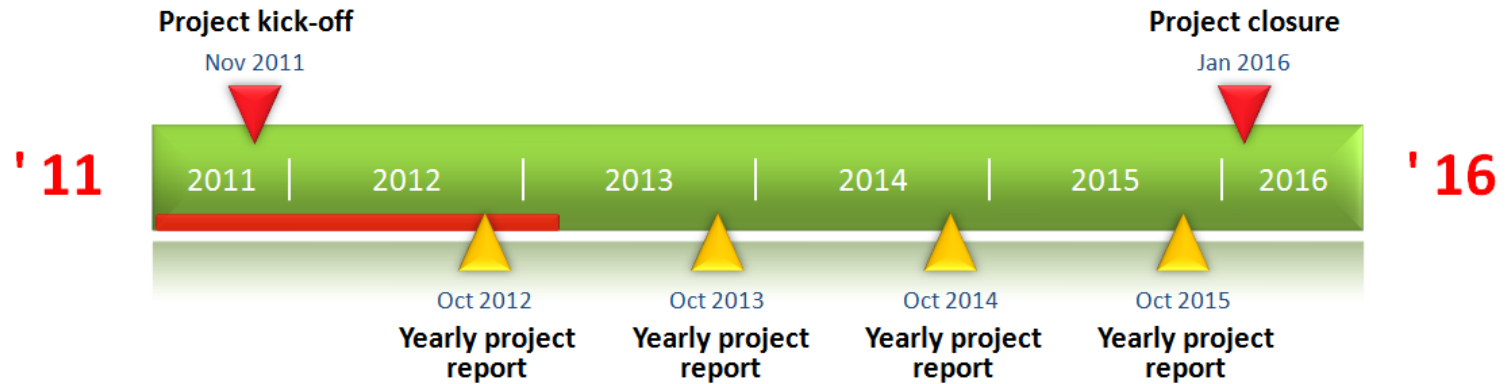 Project kick-off
Nov 2011
Project closure
Jan 2016
' 11
2011
2012
2013
2014
2015
2016
' 16
Oct 2012
Yearly project
report
Oct 2013
Yearly project
report
Oct 2014
Yearly project
report
Oct 2015
Yearly project
report